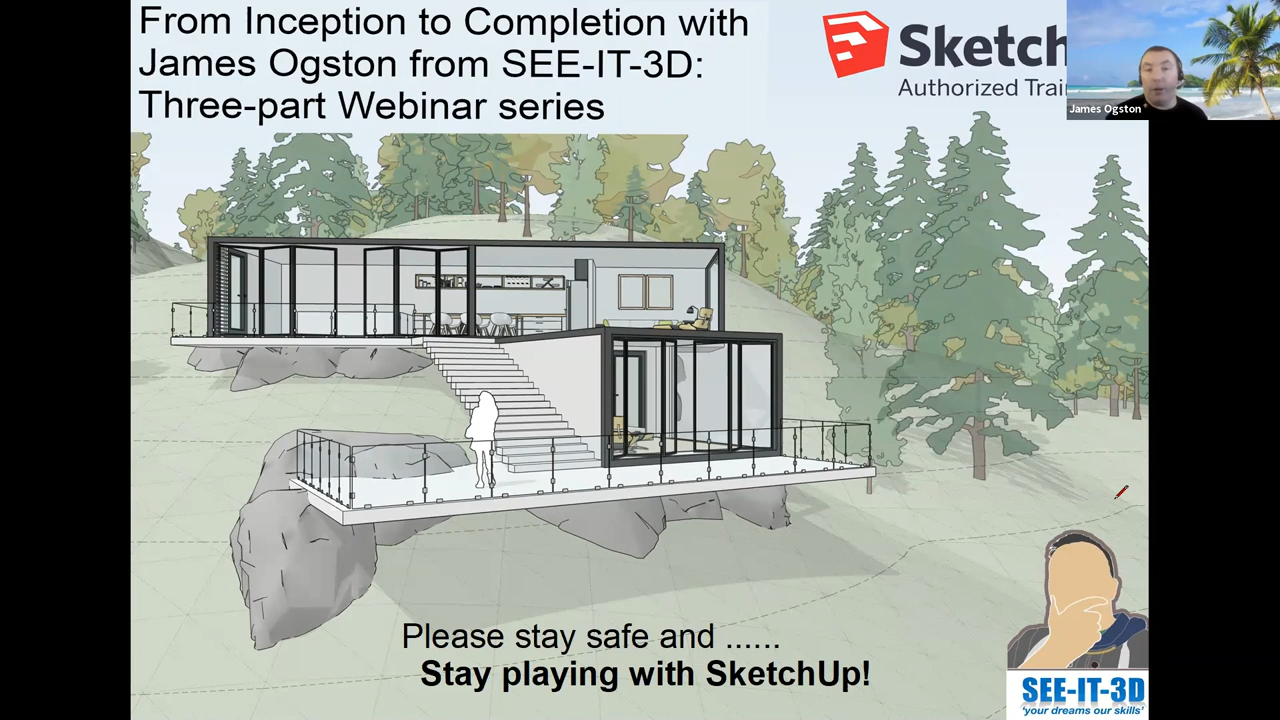 From Inception to Completion with
James Ogston from SEE-IT-3D:
Three-part Webinar series
Sketch
Authorized Trai
James Ogston
Please stay safe and ......
Stay playing with SketchUp!
SEE-IT-3D
'your dreams our skills'